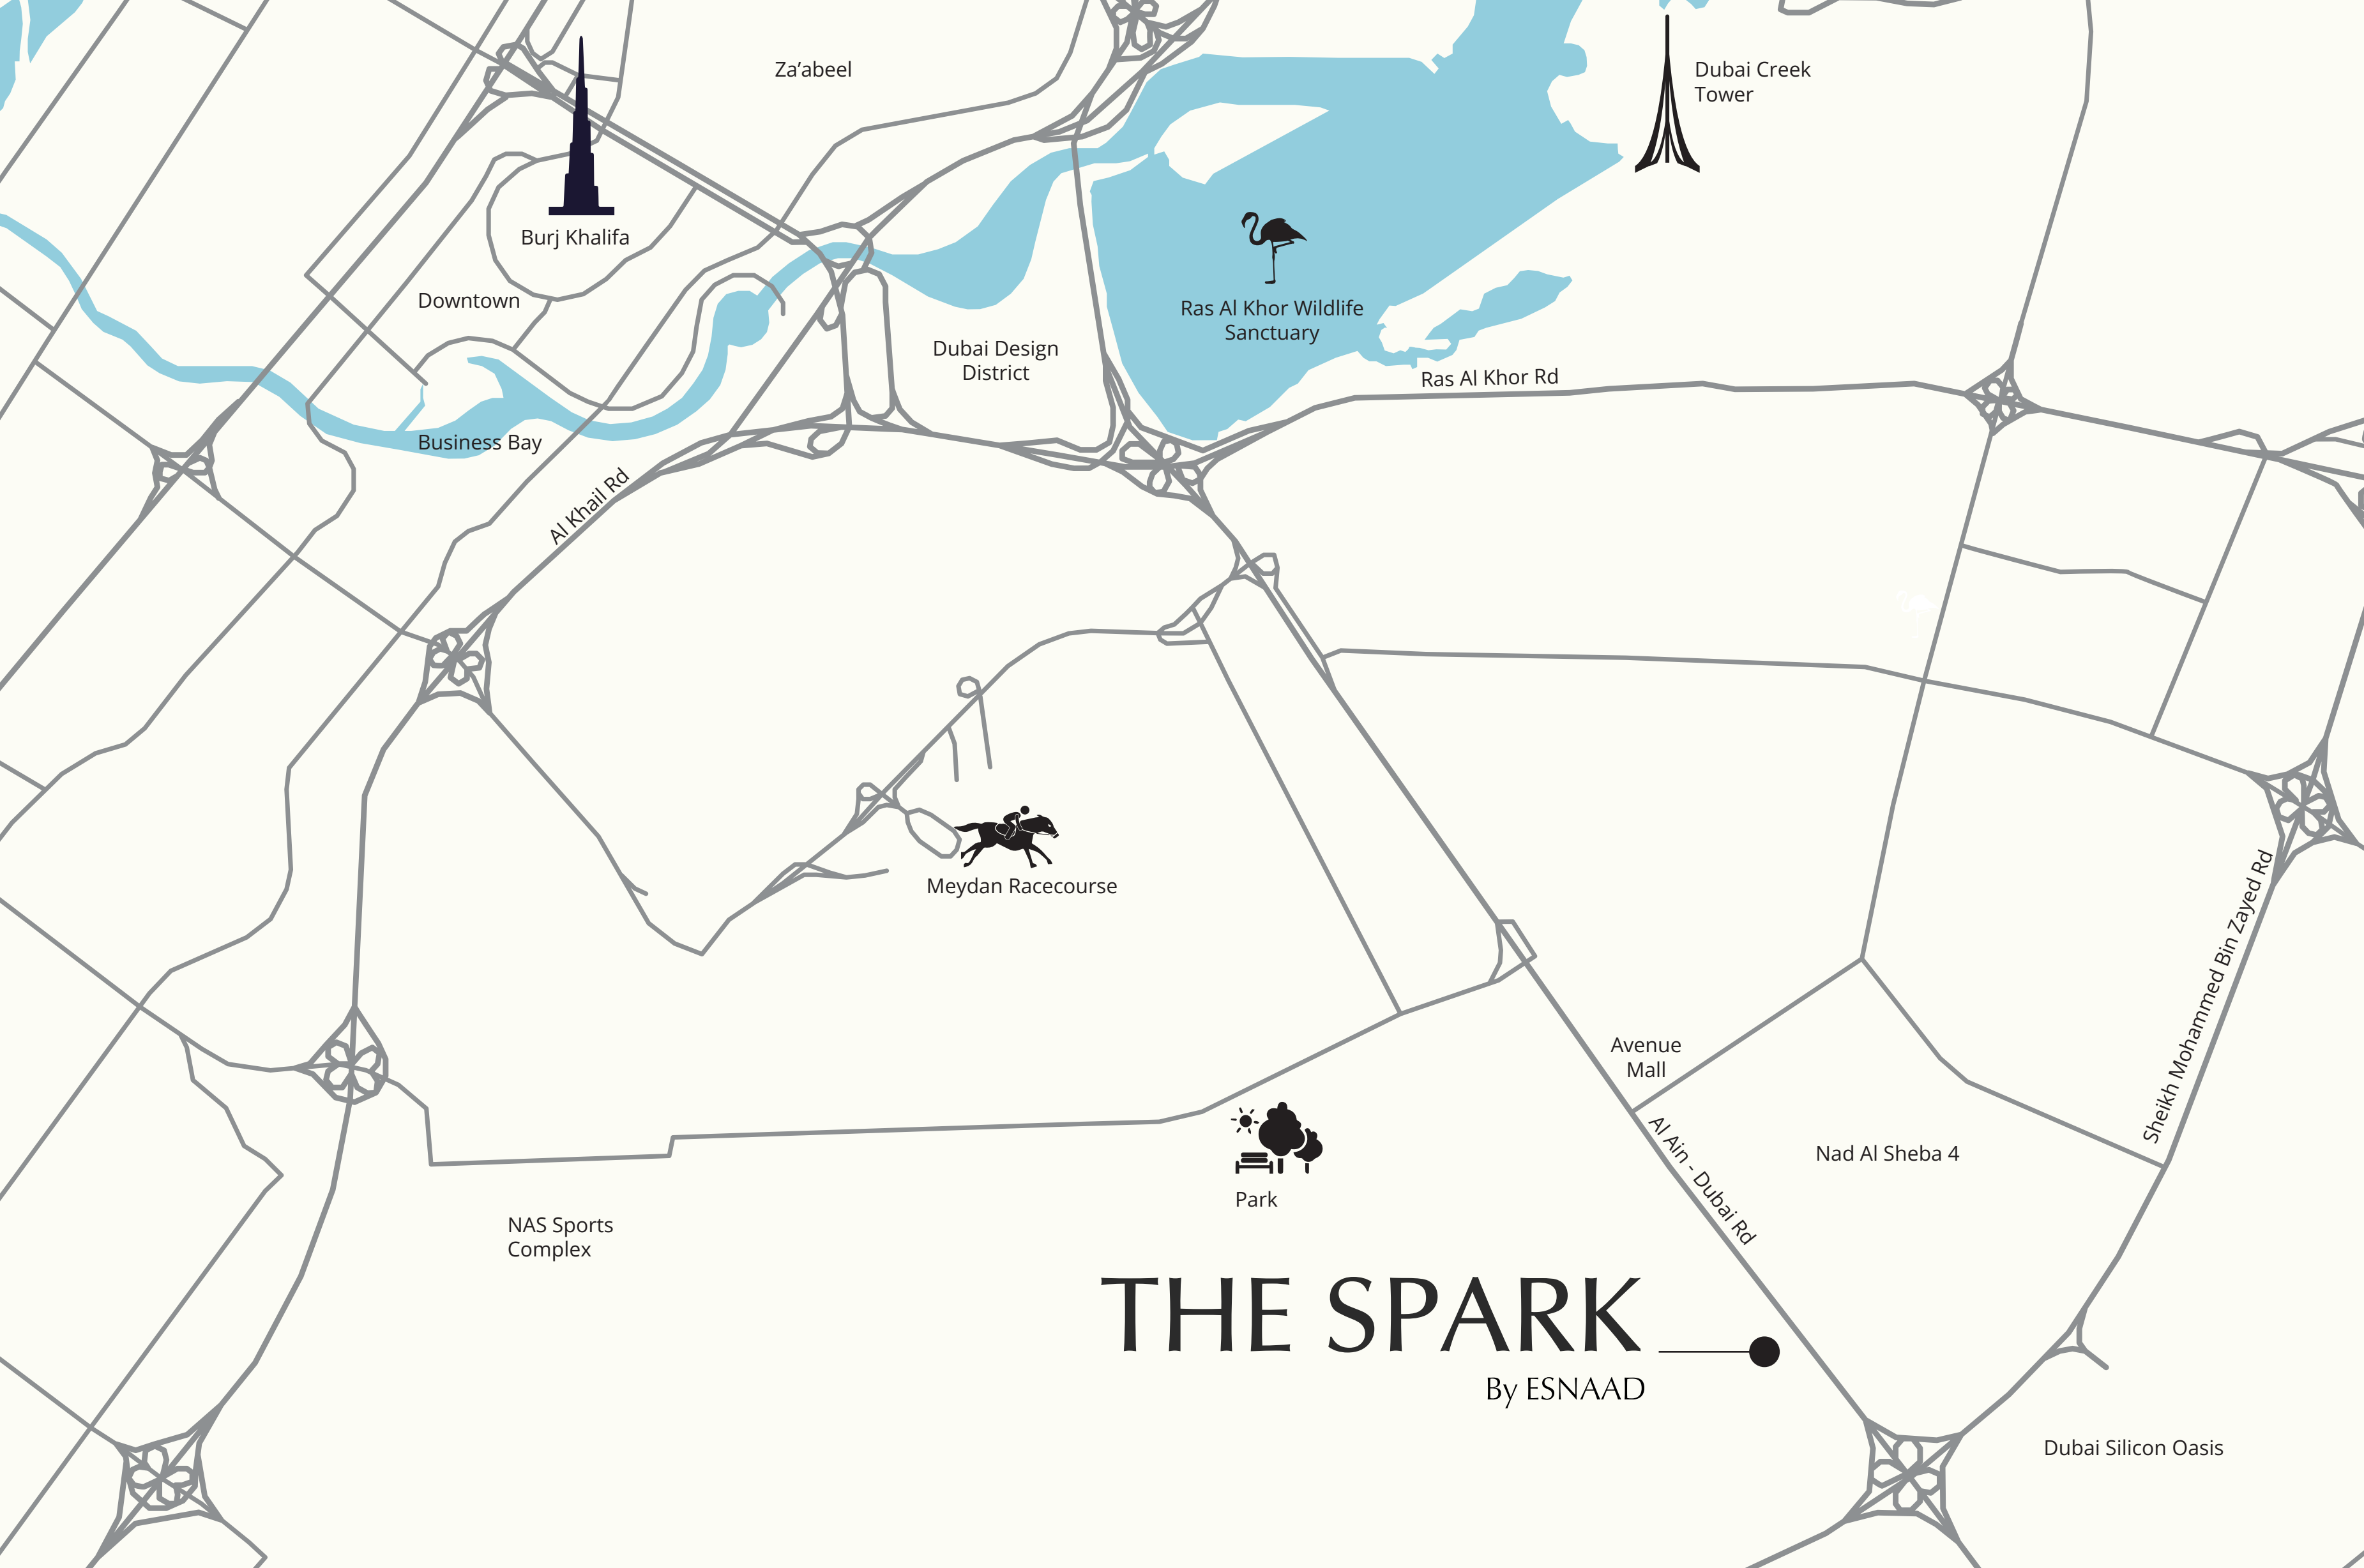 Za’abeel
Dubai Creek
Tower
Burj Khalifa
Downtown
Ras Al Khor Wildlife
Sanctuary
Dubai Design
District
Ras Al Khor Rd
Business Bay
Al Khail Rd
Meydan Racecourse
Sheikh Mohammed Bin Zayed Rd
Avenue
Mall
Al Ain - Dubai Rd
Nad Al Sheba 4
Park
NAS Sports
Complex
THE SPARK
By ESNAAD
Dubai Silicon Oasis